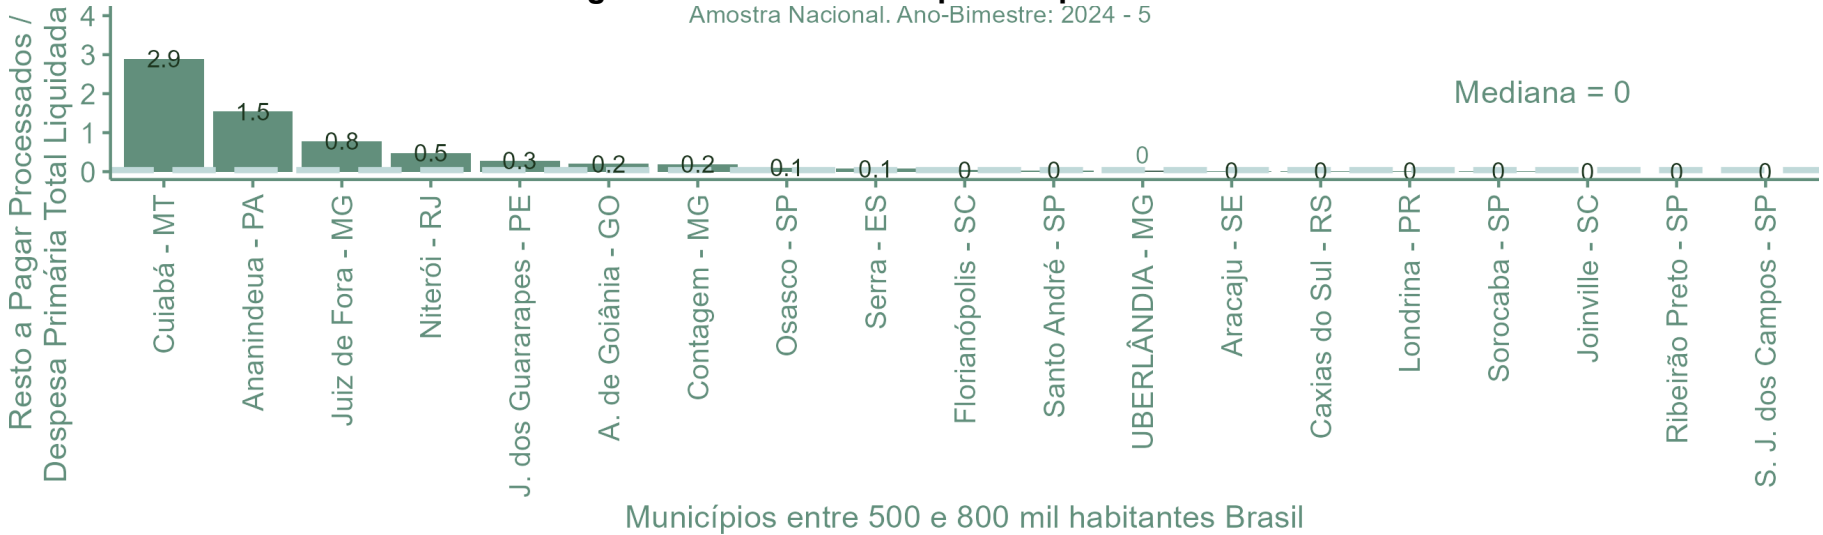 Amostra Nacional. Ano-Bimestre: 2024 - 5
Resto a Pagar Processados /
Despesa Primária Total Liquidada
4
3
2
1
0
2.9
1.5
0.8
0.5
0.3
0.2
0.2
0.1
0.1
0
0
0
0
0
0
0
0
0
0
Mediana = 0
Cuiabá - MT
Ananindeua - PA
Juiz de Fora - MG
Niterói - RJ
J. dos Guararapes - PE
A. de Goiânia - GO
Contagem - MG
Osasco - SP
Serra - ES
Florianópolis - SC
Santo André - SP
UBERLÂNDIA - MG
Aracaju - SE
Caxias do Sul - RS
Londrina - PR
Sorocaba - SP
Joinville - SC
Ribeirão Preto - SP
S. J. dos Campos - SP
Municípios entre 500 e 800 mil habitantes Brasil